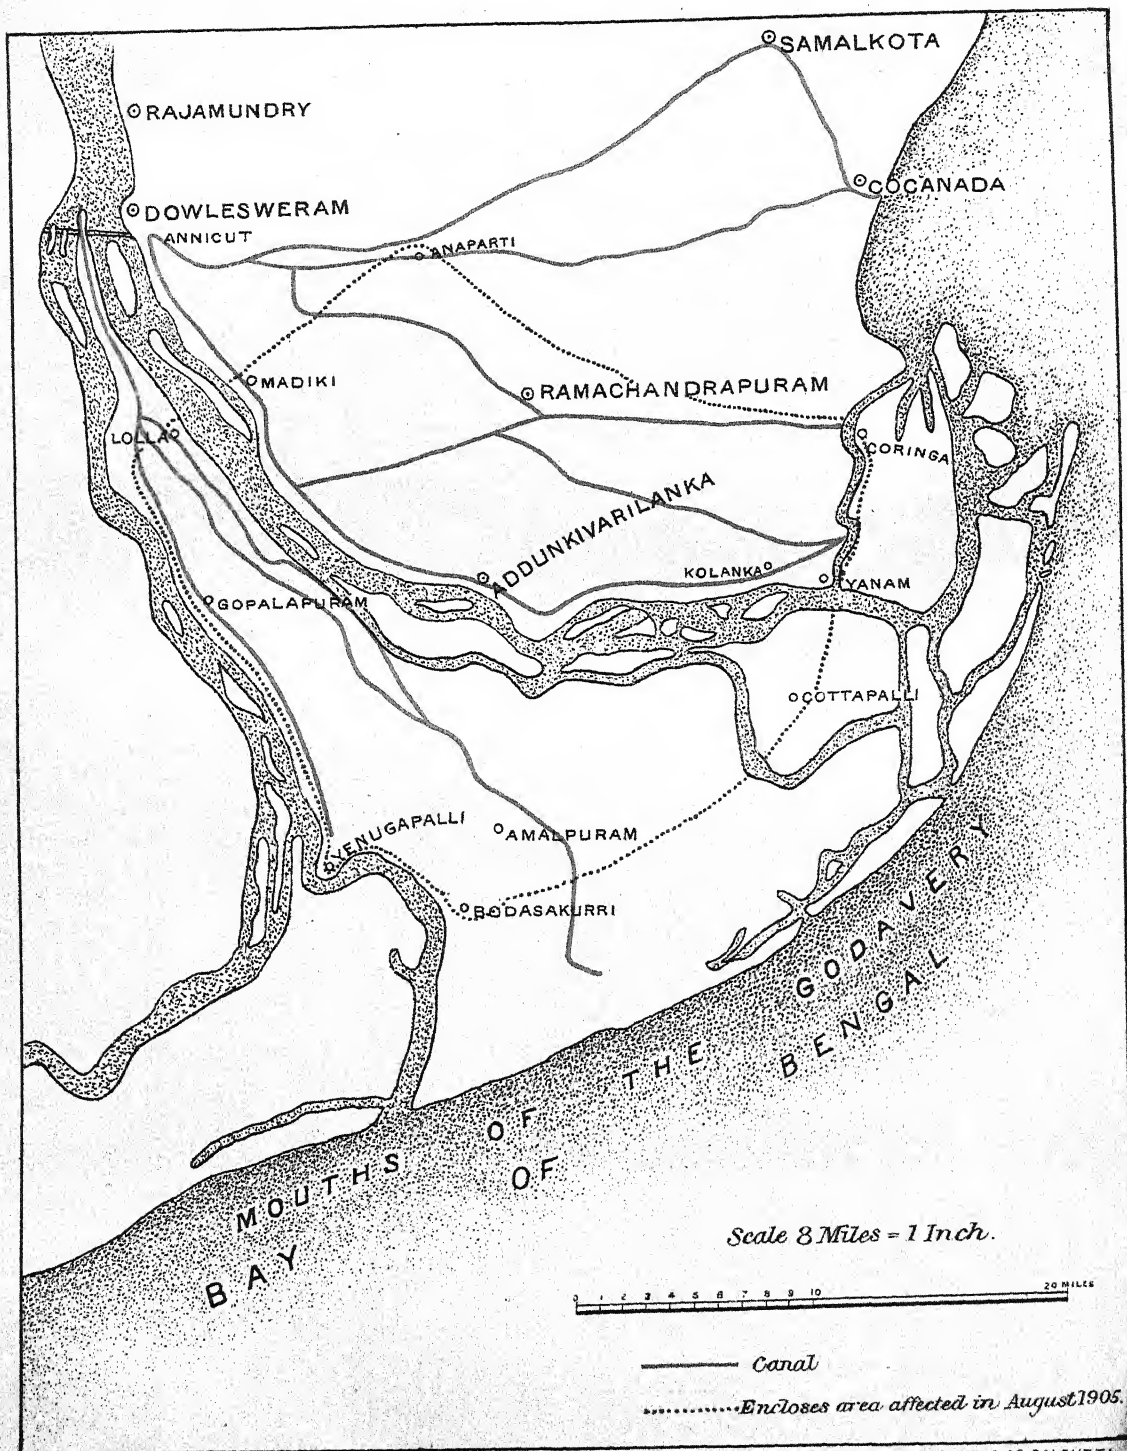 SAMALKOTA
RAJAMUNDRY
COCANADA
DOWLESWERAM
ANNICUT
ANAPARTI
MADIKI
RAMACHANDRAPURAM
LOLLA
CORINGA
ADDUNKIVARILANKA
KOLANKA
YANAM
GOPALAPURAM
COTTAPALLI
YENUGAPALLI
AMALPURAM
BODASAKURRI
MOUTHS OF THE GODAVERY
BAY OF BENGAL
Scale 8 Miles = 1 Inch.
0 1 2 3 4 5 6 7 8 9 10 20 MILES
Canal
Encloses area affected in August 1905.